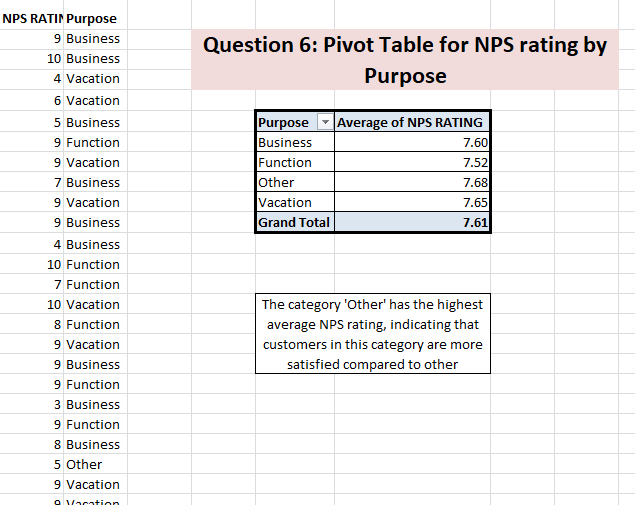 NPS RATIN Purpose
9 Business
10 Business
4 Vacation
6 Vacation
5 Business
9 Function
9 Vacation
7 Business
9 Vacation
9 Business
4 Business
10 Function
7 Function
10 Vacation
8 Function
9 Vacation
9 Business
9 Function
3 Business
9 Function
8 Business
5 Other
9 Vacation
9 Vacation
Question 6: Pivot Table for NPS rating by
Purpose
Purpose Average of NPS RATING
Business 7.60
Function 7.52
Other 7.68
Vacation 7.65
Grand Total 7.61
The category 'Other' has the highest
average NPS rating, indicating that
customers in this category are more
satisfied compared to other